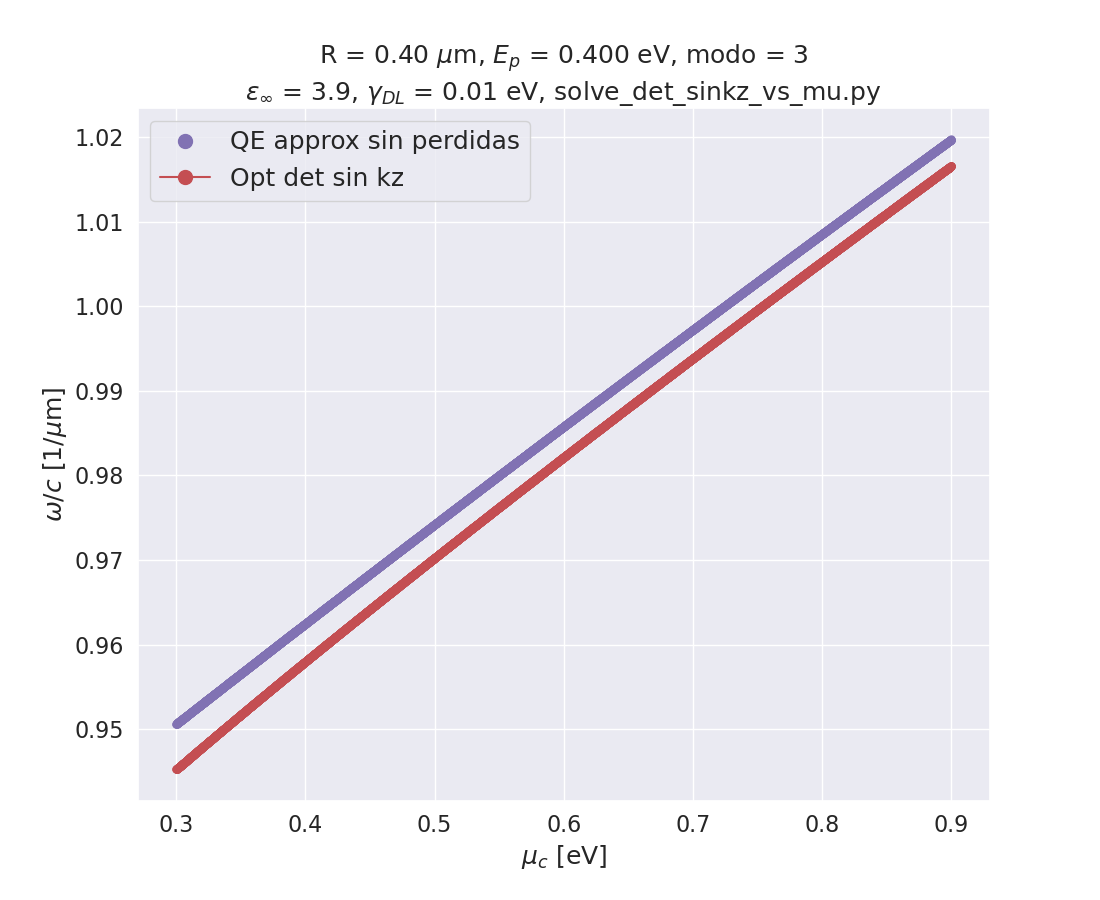 R = 0.40 μm, E_p = 0.400 eV, modo = 3
ε_∞ = 3.9, γ_DL = 0.01 eV, solve_det_sinkz_vs_mu.py
QE approx sin perdidas
Opt det sin kz
1.02
1.01
1.00
0.99
0.98
0.97
0.96
0.95
ω/c [1/μm]
0.3 0.4 0.5 0.6 0.7 0.8 0.9
μ_c [eV]